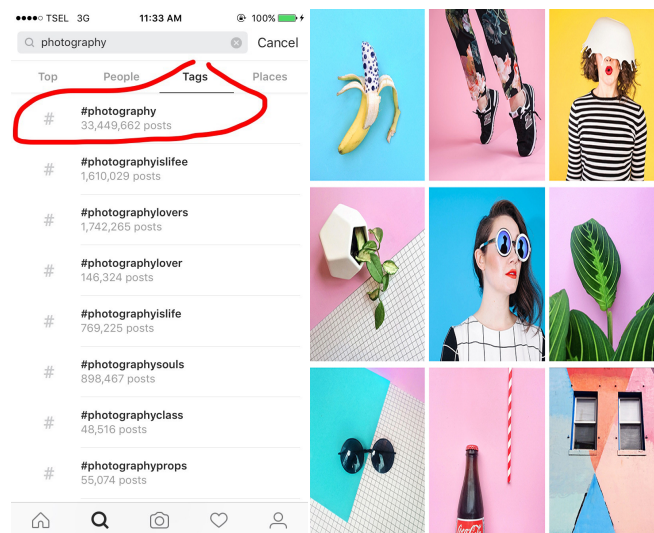 TSEL 3G 11:33 AM 100%
photography Cancel
Top People Tags Places
# #photography
33,449,662 posts
# #photographyislifee
1,610,029 posts
# #photographylovers
1,742,265 posts
# #photographylover
146,324 posts
# #photographyislife
769,225 posts
# #photographysouls
898,467 posts
# #photographyclass
48,516 posts
# #photographyprops
55,074 posts